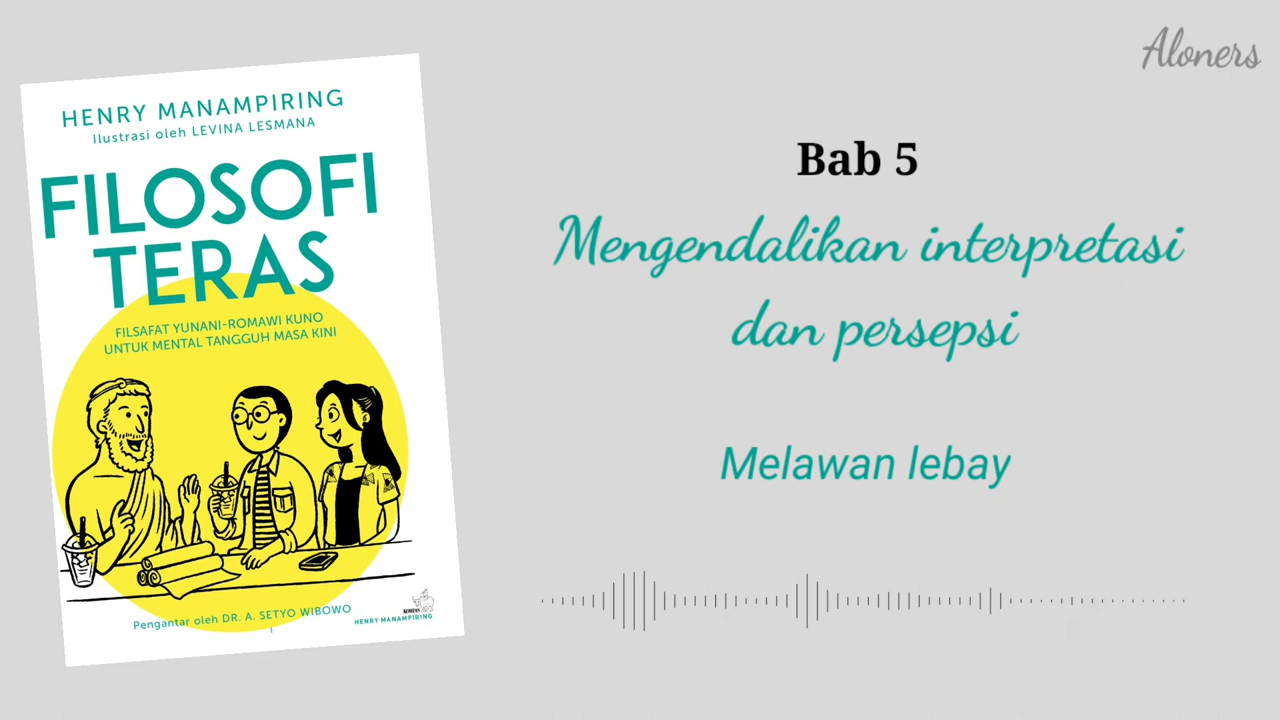 HENRY MANAMPIRING
Ilustrasi oleh LEVINA LESMANA
FILOSOFI
TERAS
FILSAFAT YUNANI-ROMAWI KUNO
UNTUK MENTAL TANGGUH MASA KINI
Pengantar oleh DR. A. SETYO WIBOWO
HENRY MANAMPIRING
Aloners
Bab 5
Mengendalikan interpretasi
dan persepsi
Melawan lebay